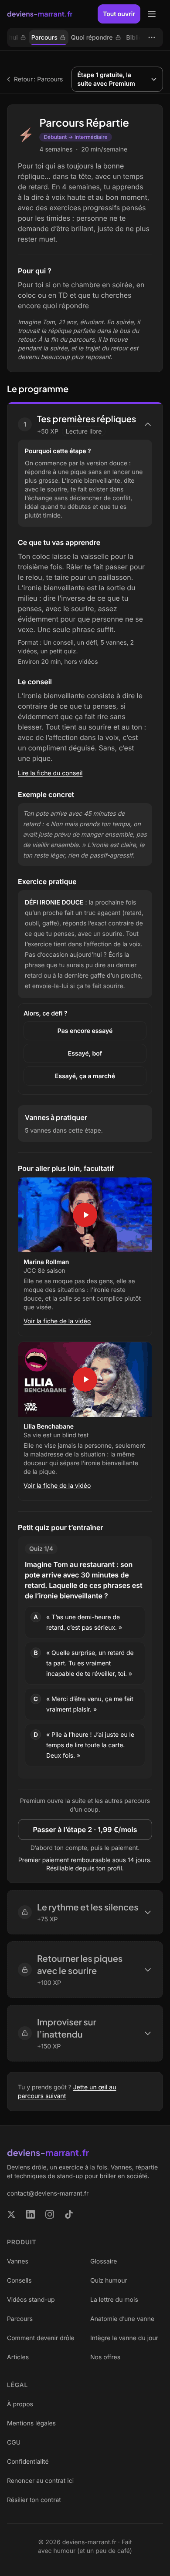 deviens-marrant.fr
Tout ouvrir
Parcours
Quoi répondre
Retour : Parcours
Étape 1 gratuite, la
suite avec Premium
Parcours Répartie
Débutant → Intermédiaire
4 semaines · 20 min/semaine
Pour toi qui as toujours la bonne
repartie, mais qui as besoin d'un temps
de retard. En 4 semaines, tu apprends
à la sortir dans le feu du moment, avec
avec des exercices progressifs pensés
pour les timides : personne te
demande d'improviser direct, juste de
rester muet.
Pour qui ?
Pour toi si on te chambre en soirée, en
coloc ou en TD et que tu cherches
encore quoi répondre
Imagine Tom, 21 ans, étudiant. En soirée, il
trouvait la réplique parfaite dans le bus du
retour. À la fin du parcours, il la trouve
pendant la soirée, et le trajet du retour est
devenu beaucoup plus reposant.
Le programme
1
Tes premières répliques
+50 XP Lecture libre
Pourquoi cette étape ?
On commence par la version douce :
répondre à une pique sans en lancer une
plus grosse. L'ironie bienveillante, dite
avec le sourire, te fait exister dans
l'échange sans déclencher de conflit,
idéal quand tu débutes et que tu es
plutôt timide.
Ce que tu vas apprendre
Ton coloc laisse la vaisselle pour la
troisième fois. Râler te fait passer pour
le relou, te taire pour un paillasson.
L'ironie bienveillante est la sortie du
milieu : dire l'inverse de ce que tu
penses, avec le sourire, assez
évidemment pour que personne ne se
vexe. Une seule phrase suffit.
Format : Un conseil, un défi, 5 vannes, 2
vidéos, un petit quiz.
Environ 20 min, hors vidéos
Le conseil
L'ironie bienveillante consiste à dire le
contraire de ce que tu penses, si
évidemment que personne ne peut se
blesser. Tout tient au sourire et au ton :
avec de l'affection dans la voix, c'est
un compliment déguisé. Sans, c'est
une pique.
Lire la fiche du conseil
Exemple concret
Ton pote arrive avec 45 minutes de
retard : « Non mais prends ton temps, on
avait juste prévu de manger ensemble, pas
de vieillir ensemble. » L'ironie est claire, le
ton reste léger, rien de passif-agressif.
Exercice pratique
DÉFI IRONIE DOUCE : la prochaine fois
qu'un proche fait un truc agaçant (retard,
oubli, gaffe), réponds l'exact contraire de
ce que tu penses, avec un sourire. Tout
l'exercice tient dans l'affection de la voix.
Pas d'occasion aujourd'hui ? Écris la
phrase que tu aurais pu dire au dernier
retard ou à la dernière gaffe d'un proche,
et envoie-la-lui si ça te fait sourire.
Alors, ce défi ?
Pas encore essayé
Essayé, bof
Essayé, ça a marché
Vannes à pratiquer
5 vannes dans cette étape.
Pour aller plus loin, facultatif
Marina Rollman
JCC 8è saison
Elle ne se moque pas des gens, elle se
moque des situations : l'ironie reste
douce, et la salle se sent complice plutôt
que visée.
Voir la fiche de la vidéo
LILIA
BENCHABANE
Lilia Benchabane
Sa vie est un blind test
Elle ne vise jamais la personne, seulement
la maladresse de la situation : la même
douceur qui sépare l'ironie bienveillante
de la pique.
Voir la fiche de la vidéo
Petit quiz pour t'entraîner
Quiz 1/4
Imagine Tom au restaurant : son
pote arrive avec 30 minutes de
retard. Laquelle de ces phrases est
de l'ironie bienveillante ?
A
« T'as une demi-heure de
retard, c'est pas sérieux. »
B
« Quelle surprise, un retard de
ta part. Tu es vraiment
incapable de te réveiller, toi. »
C
« Merci d'être venu, ça me fait
vraiment plaisir. »
D
« Pile à l'heure ! J'ai juste eu le
temps de lire toute la carte.
Deux fois. »
Premium ouvre la suite et les autres parcours
d'un coup.
Passer à l'étape 2 · 1,99 €/mois
D'abord ton compte, puis le paiement.
Premier paiement remboursable sous 14 jours.
Résiliable depuis ton profil.
Le rythme et les silences
+75 XP
Retourner les piques
avec le sourire
+100 XP
Improviser sur
l'inattendu
+150 XP
Tu y prends goût ? Jette un œil au
parcours suivant
deviens-marrant.fr
Deviens drôle, un exercice à la fois. Vannes, répartie
et techniques de stand-up pour briller en société.
contact@deviens-marrant.fr
PRODUIT
Vannes
Glossaire
Conseils
Quiz humour
Vidéos stand-up
La lettre du mois
Parcours
Anatomie d'une vanne
Comment devenir drôle
Intègre la vanne du jour
Articles
Nos offres
LÉGAL
À propos
Mentions légales
CGU
Confidentialité
Renoncer au contrat ici
Résilier ton contrat
© 2026 deviens-marrant.fr · Fait
avec humour (et un peu de café)